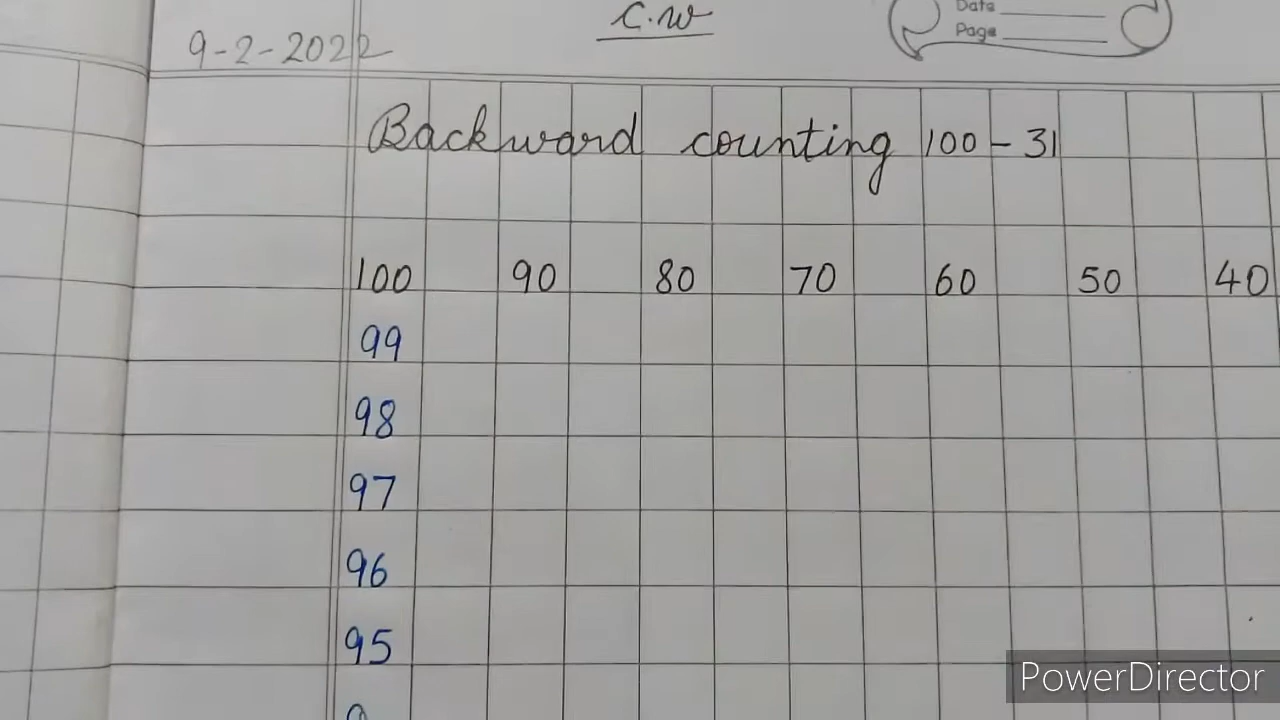 C.W
Data
Page
9-2-2022
Backward counting 100-31
100 90 80 70 60 50 40
99
98
97
96
95
PowerDirector